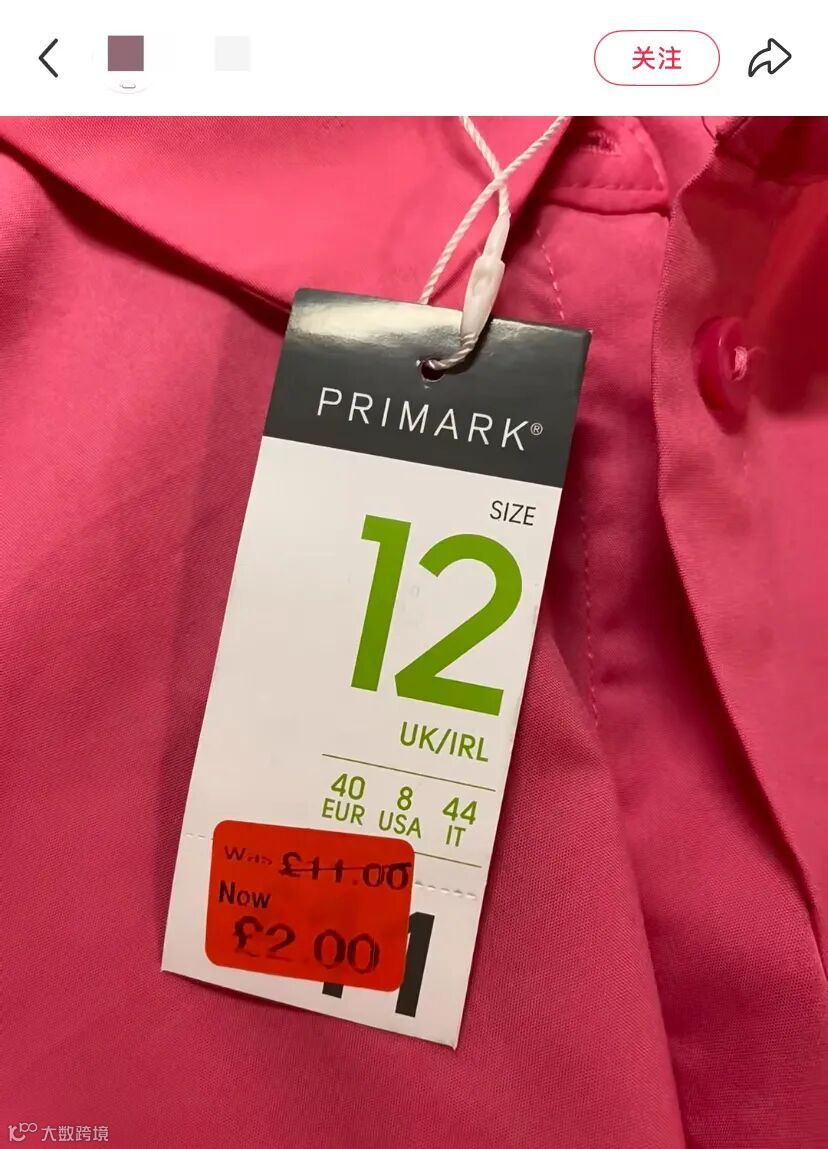 关注
PRIMARK®
SIZE
12
UK/IRL
40 8 44
EUR USA IT
Was £11.00
Now
£2.00
大数跨境